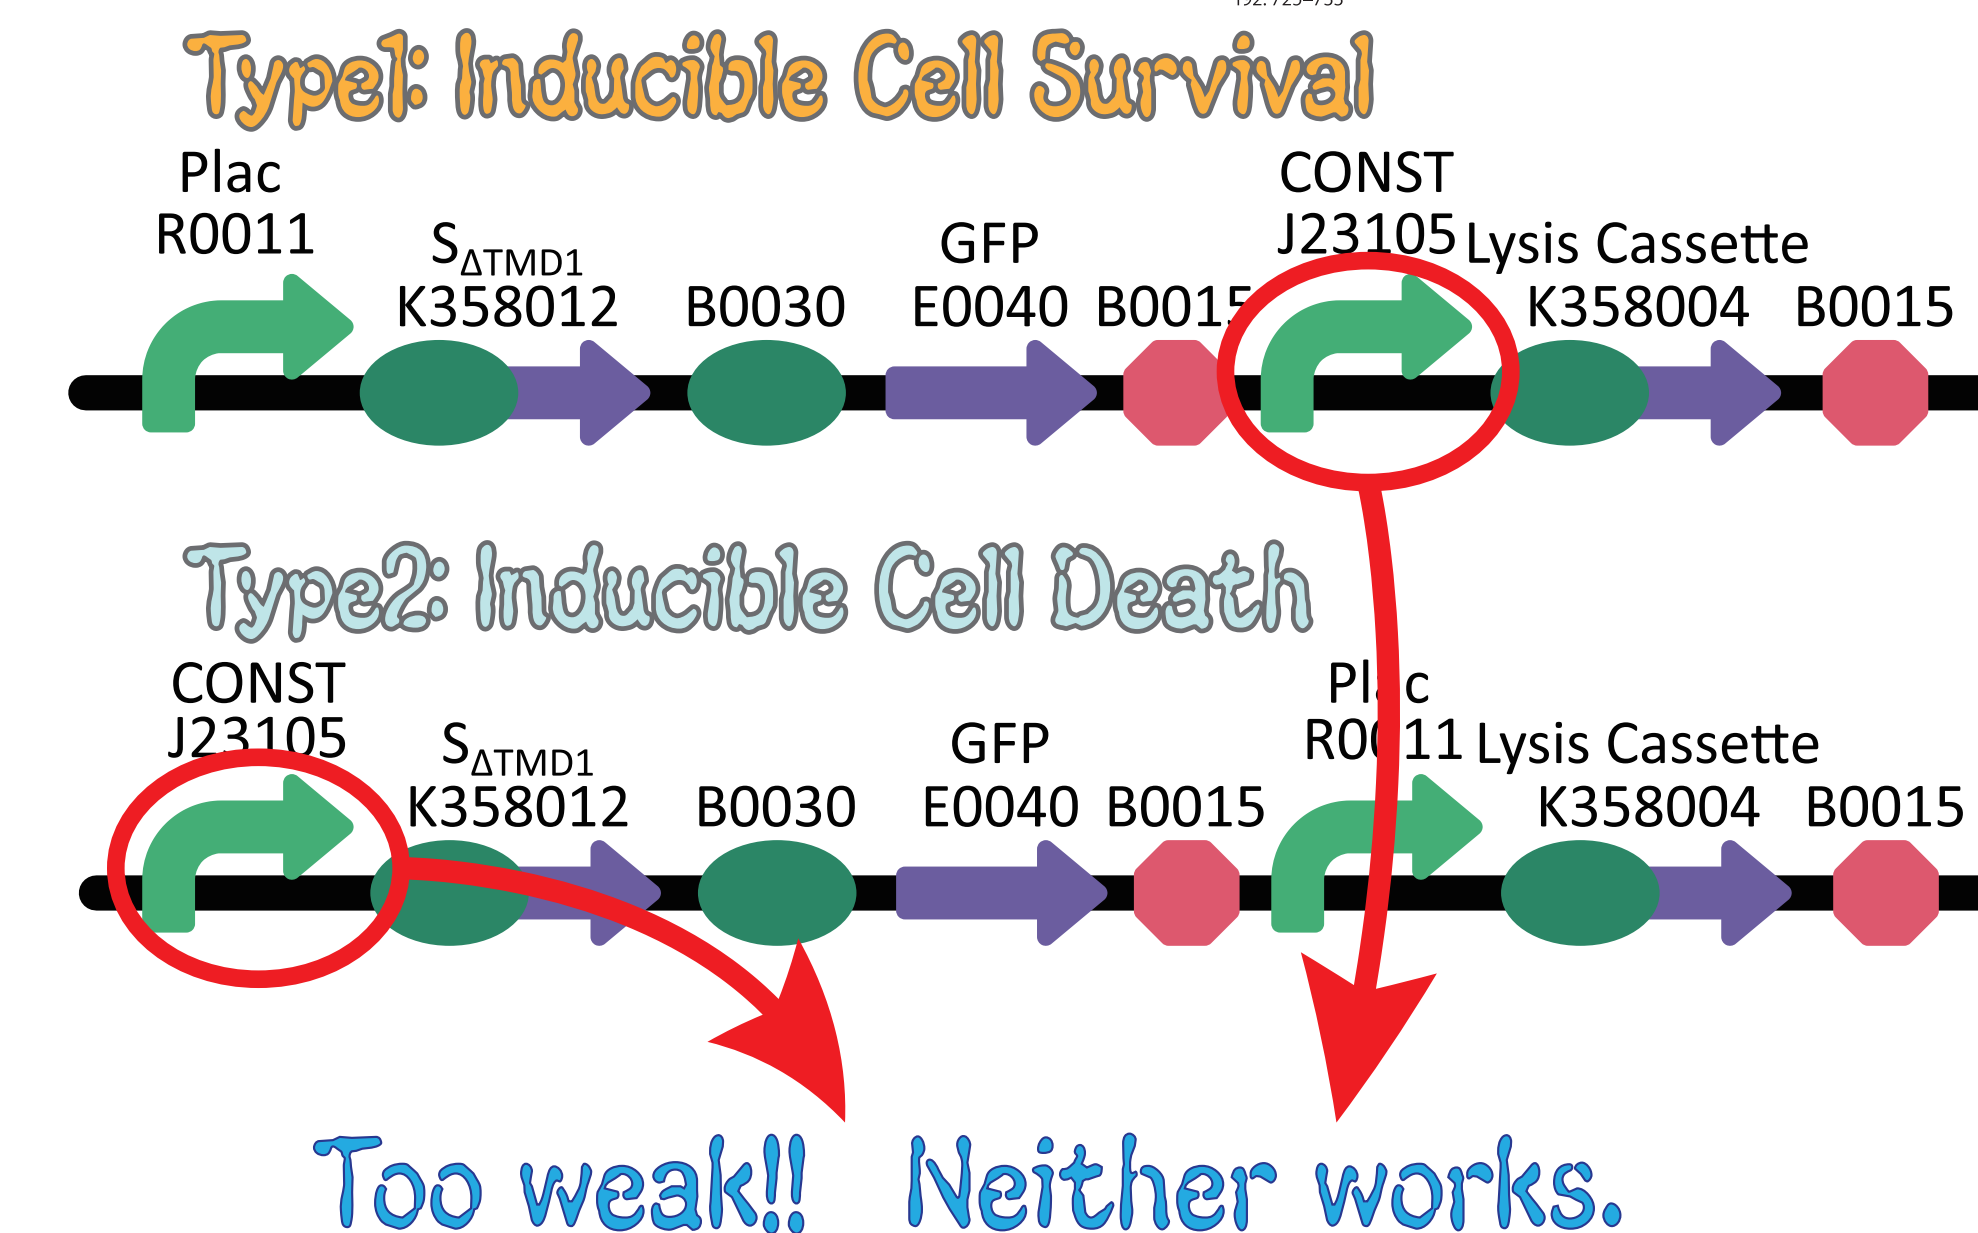 Type1: Inducible Cell Survival
Plac
R0011
SΔTMD1
K358012
B0030
GFP
E0040
B0015
CONST
J23105
Lysis Cassette
K358004
B0015
Type2: Inducible Cell Death
CONST
J23105
SΔTMD1
K358012
B0030
GFP
E0040
B0015
Plac
R0011
Lysis Cassette
K358004
B0015
Too weak!! Neither works.